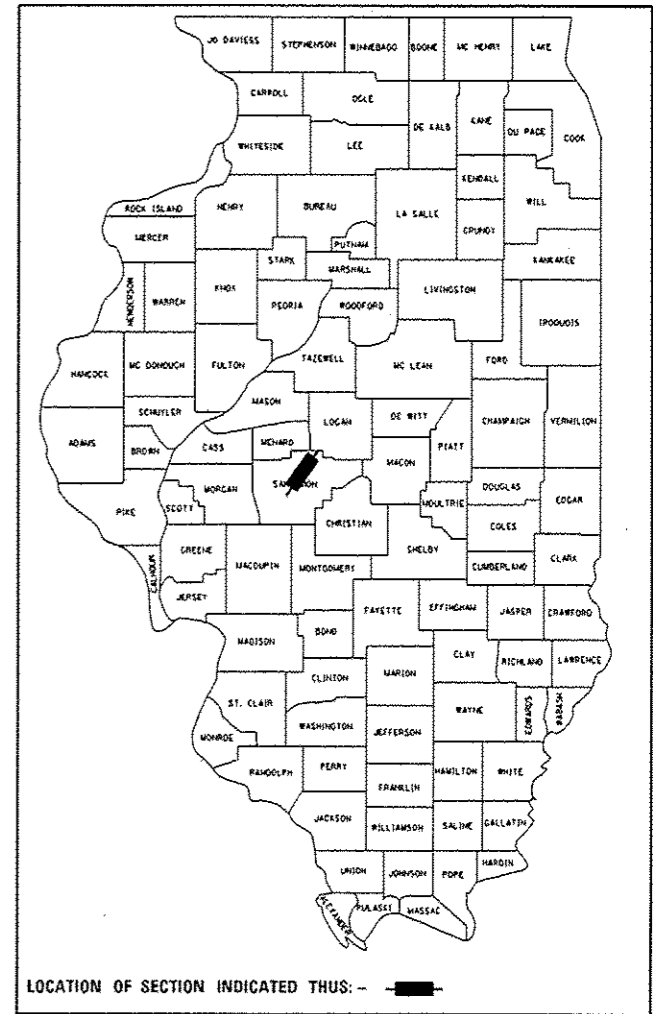 JO DAVIESS STEPHENSON WINNEBAGO BOONE MC HENRY LAKE
CARROLL OGLE DE KALB KANE DU PAGE COOK
WHITESIDE LEE
KENDALL WILL
ROCK ISLAND HENRY BUREAU LA SALLE GRUNDY
MERCER PUTNAM
STARK MARSHALL KANKAKEE
HENDERSON WARREN KNOX PEORIA WOODFORD LIVINGSTON IROQUOIS
HANCOCK MC DONOUGH FULTON TAZEWELL MC LEAN FORD
SCHUYLER MASON LOGAN DE WITT CHAMPAIGN VERMILION
ADAMS BROWN CASS MENARD MACON PIATT
PIKE SCOTT MORGAN CHRISTIAN MOULTRIE DOUGLAS EDGAR
COLES
CALHOUN GREENE MACOUPIN MONTGOMERY SHELBY CUMBERLAND CLARK
JERSEY FAYETTE EFFINGHAM JASPER CRAWFORD
MADISON BOND CLAY RICHLAND LAWRENCE
CLINTON MARION
ST. CLAIR WAYNE EDWARDS WABASH
MONROE WASHINGTON JEFFERSON
RANDOLPH PERRY HAMILTON WHITE
FRANKLIN
JACKSON WILLIAMSON SALINE GALLATIN
UNION JOHNSON POPE HARDIN
ALEXANDER PULASKI MASSAC
LOCATION OF SECTION INDICATED THUS: -